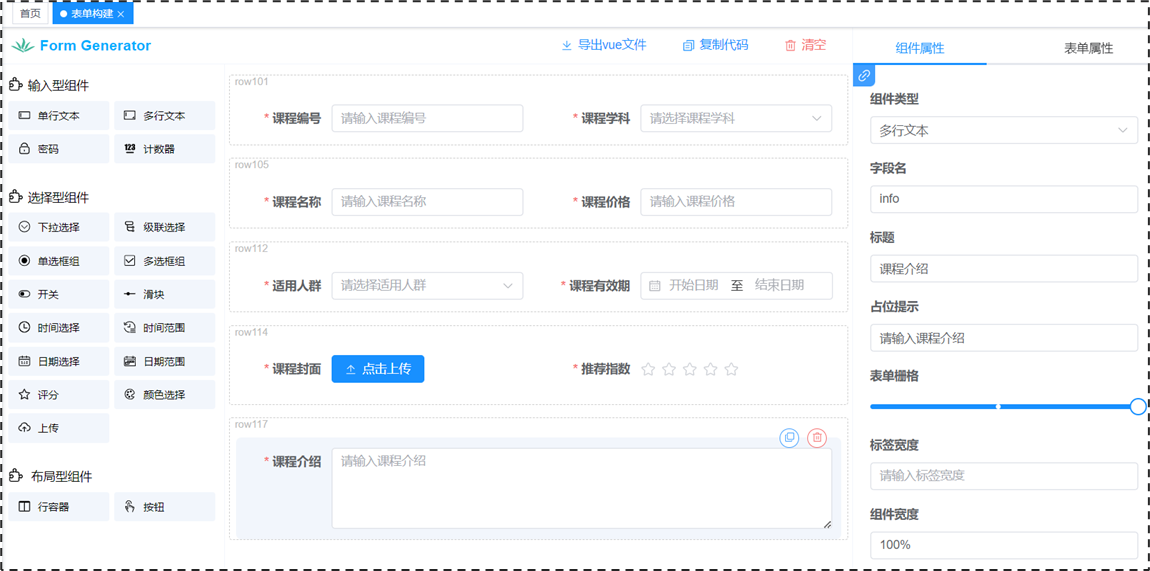 首页
表单构建
Form Generator
导出vue文件
复制代码
清空
输入型组件
单行文本
多行文本
密码
123 计数器
选择型组件
下拉选择
级联选择
单选框组
多选框组
开关
滑块
时间选择
时间范围
日期选择
日期范围
评分
颜色选择
上传
布局型组件
行容器
按钮
row101
* 课程编号 请输入课程编号
* 课程学科 请选择课程学科
row105
* 课程名称 请输入课程名称
* 课程价格 请输入课程价格
row112
* 适用人群 请选择适用人群
* 课程有效期 开始日期 至 结束日期
row114
* 课程封面 点击上传
* 推荐指数
row117
* 课程介绍 请输入课程介绍
组件属性
表单属性
组件类型
多行文本
字段名
info
标题
课程介绍
占位提示
请输入课程介绍
表单栅格
标签宽度
请输入标签宽度
组件宽度
100%